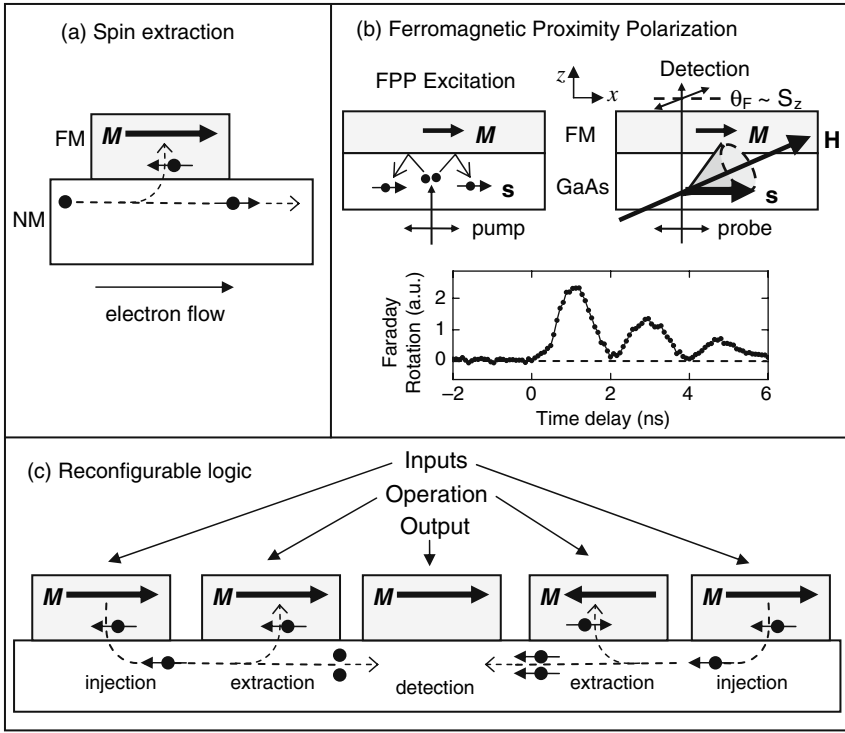 (a) Spin extraction
FM
M
NM
electron flow
(b) Ferromagnetic Proximity Polarization
FPP Excitation
z
x
Detection
θF ~ Sz
M
FM
M
H
s
GaAs
s
pump
probe
Faraday
Rotation (a.u.)
2
1
0
−2
0
2
4
6
Time delay (ns)
(c) Reconfigurable logic
Inputs
Operation
Output
M
M
M
M
M
injection
extraction
detection
extraction
injection